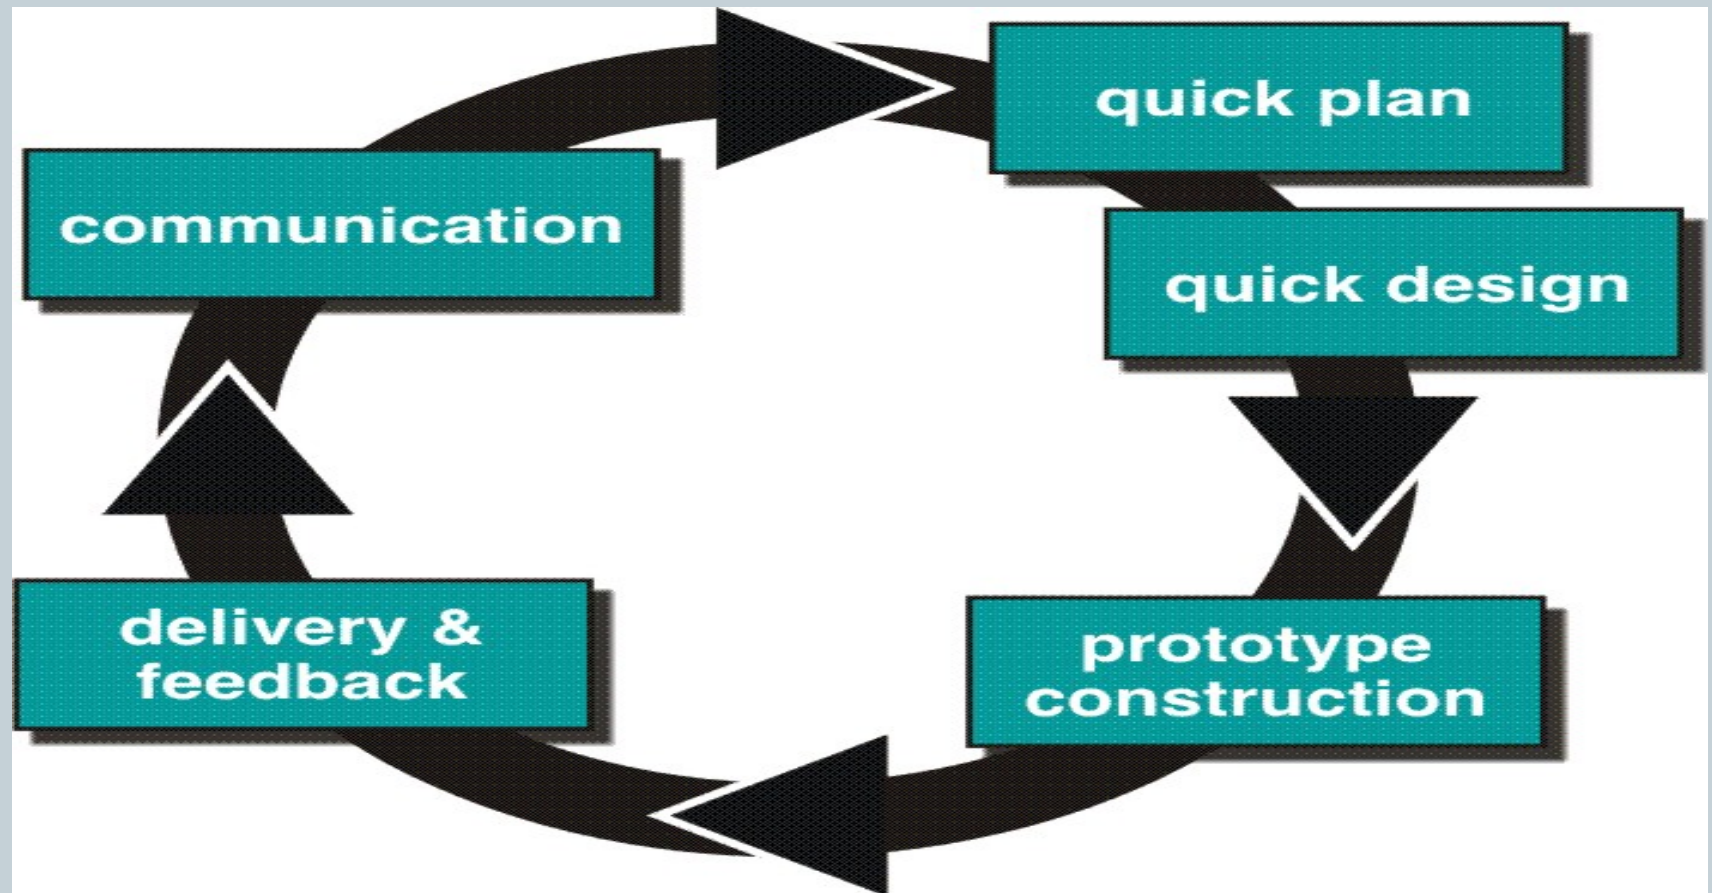 communication
quick plan
quick design
prototype
construction
delivery &
feedback